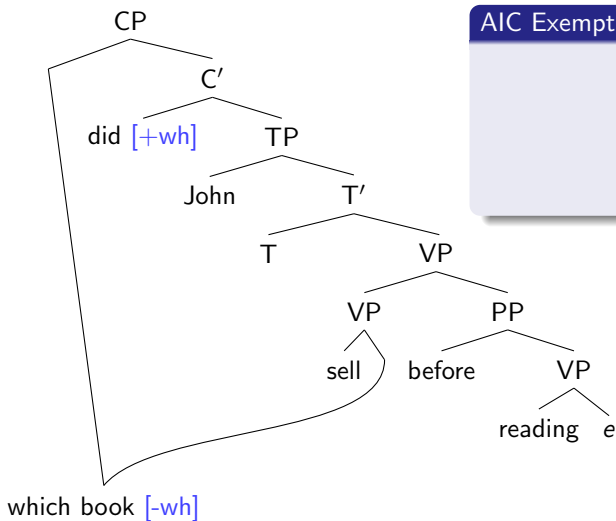 CP
AIC Exempt
C′
did [+wh]
TP
John
T′
T
VP
VP
PP
sell
before
VP
reading
e
which book [-wh]